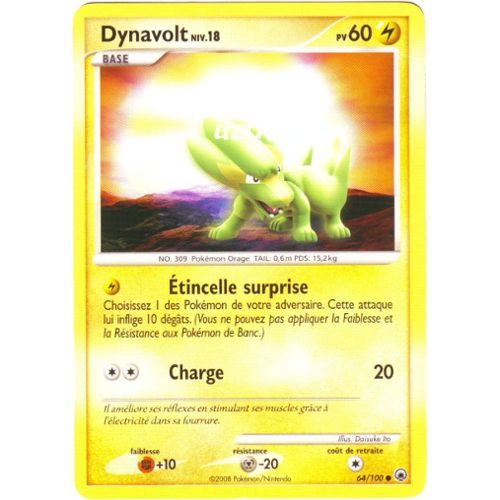 Dynavolt NIV.18 PV 60
BASE
NO. 309 Pokémon Orage TAIL: 0,6m PDS: 15,2kg
Étincelle surprise
Choisissez 1 des Pokémon de votre adversaire. Cette attaque
lui inflige 10 dégâts. (Vous ne pouvez pas appliquer la Faiblesse et
la Résistance aux Pokémon de Banc.)
Charge 20
Il améliore ses réflexes en stimulant ses muscles grâce à
l'électricité dans sa fourrure.
Illus. Daisuke Ito
faiblesse résistance coût de retraite
+10 -20
©2008 Pokémon/Nintendo 64/100